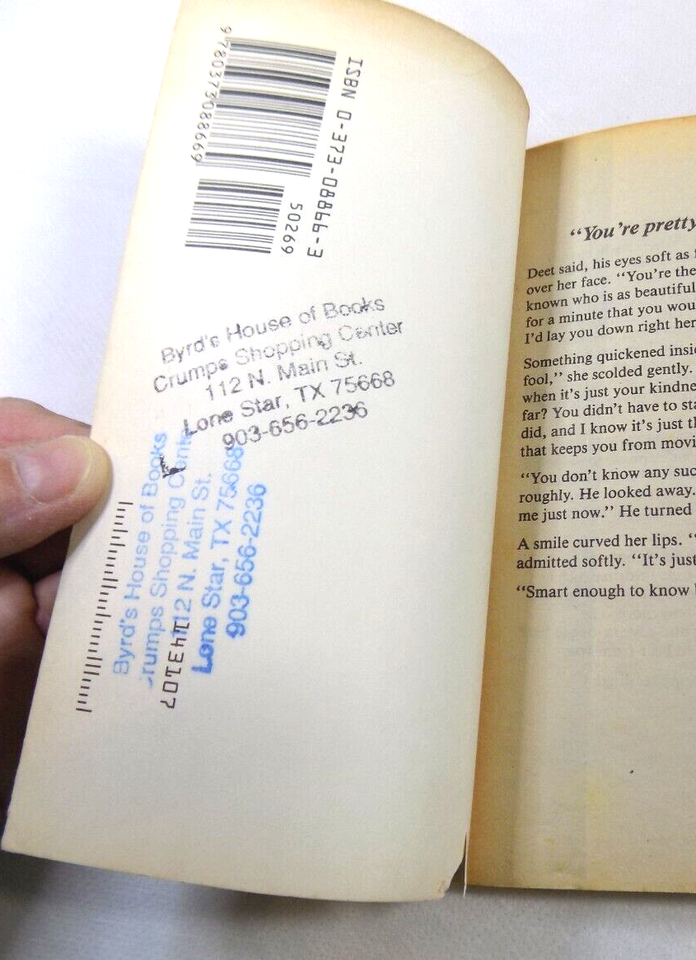 9 780373 088669
ISBN 0-373-08866-3
50269
Byrd's House of Books
Crumps Shopping Center
112 N. Main St.
Lone Star, TX 75668
903-656-2236
Byrd's House of Books
Crumps Shopping Cente
112 N. Main St.
Lone Star, TX 75668
903-656-2236
"You're pretty
Deet said, his eyes soft as
over her face. "You're the
known who is as beautiful
for a minute that you wou
I'd lay you down right her
Something quickened insi
fool," she scolded gently.
when it's just your kindne
far? You didn't have to sta
did, and I know it's just th
that keeps you from movi
"You don't know any suc
roughly. He looked away.
me just now." He turned
A smile curved her lips. "
admitted softly. "It's just
"Smart enough to know